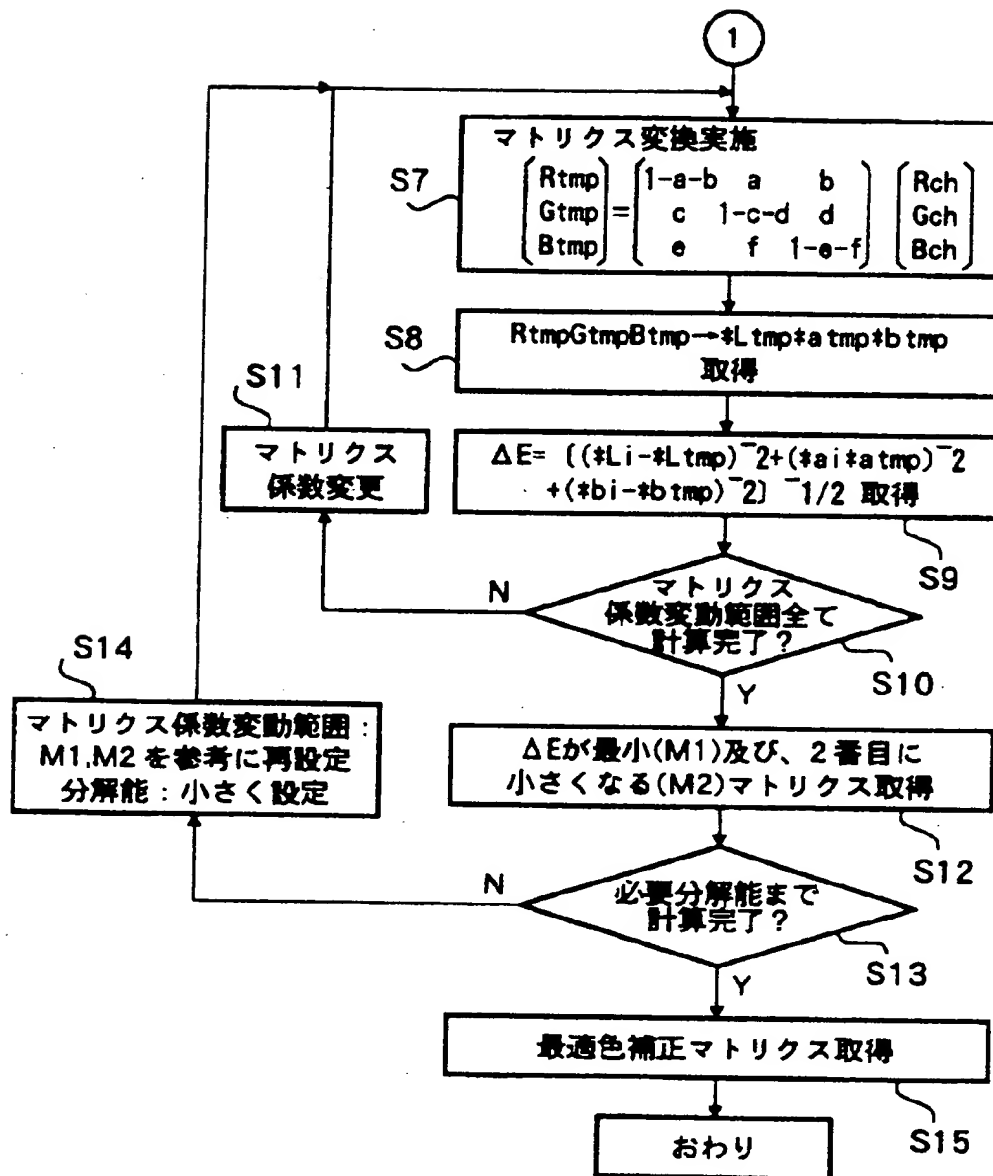 1
マトリクス変換実施
S7
Rtmp 1-a-b a b Rch
Gtmp = c 1-c-d d Gch
Btmp e f 1-e-f Bch
S8
RtmpGtmpBtmp→*Ltmp*atmp*btmp
取得
S11
マトリクス
係数変更
ΔE= [(*Li-*Ltmp)‾2+(*ai*atmp)‾2
+(*bi-*btmp)‾2] ‾1/2 取得
S9
N
マトリクス
係数変動範囲全て
計算完了?
S10
Y
S14
マトリクス係数変動範囲:
M1,M2を参考に再設定
分解能:小さく設定
ΔEが最小(M1)及び、2番目に
小さくなる(M2)マトリクス取得
S12
N
必要分解能まで
計算完了?
S13
Y
最適色補正マトリクス取得
S15
おわり